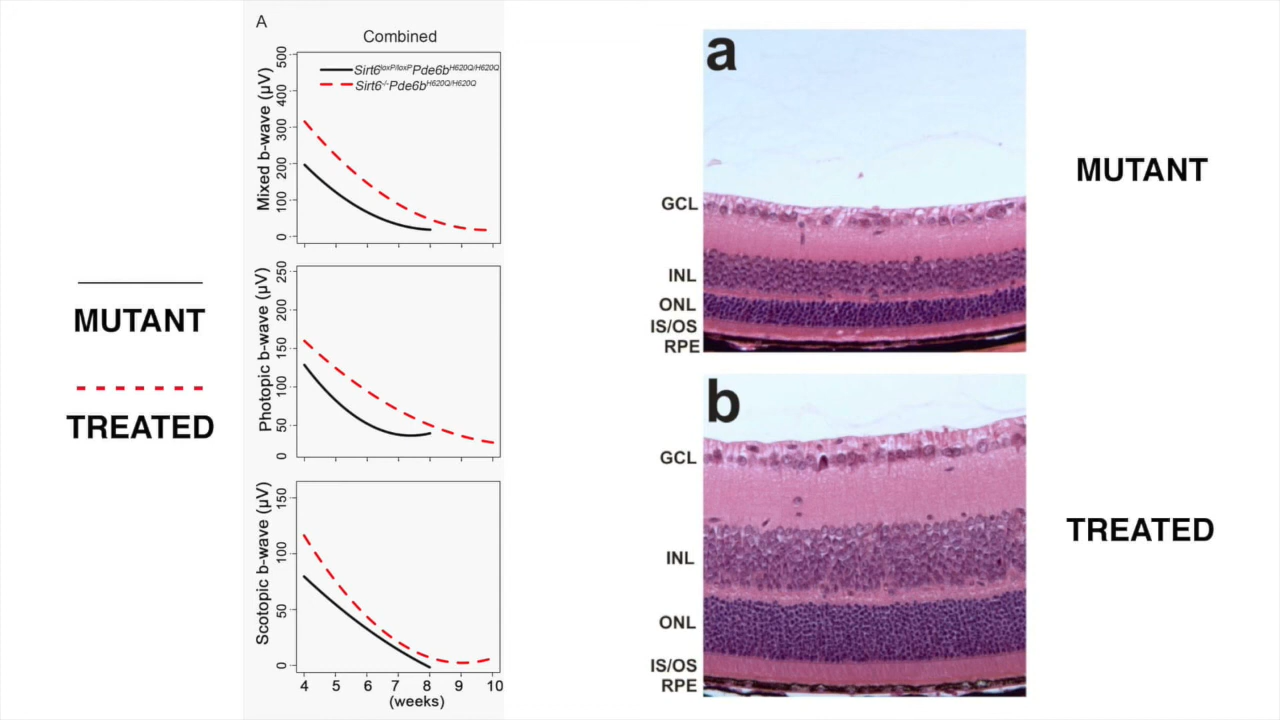 MUTANT
TREATED
A
Combined
Sirt6loxP/loxPPde6bH620Q/H620Q
Sirt6-/-Pde6bH620Q/H620Q
Mixed b-wave (µV)
500
400
300
200
100
0
Photopic b-wave (µV)
250
200
150
100
50
0
Scotopic b-wave (µV)
150
100
50
0
4 5 6 7 8 9 10
(weeks)
a
GCL
INL
ONL
IS/OS
RPE
MUTANT
b
GCL
INL
ONL
IS/OS
RPE
TREATED